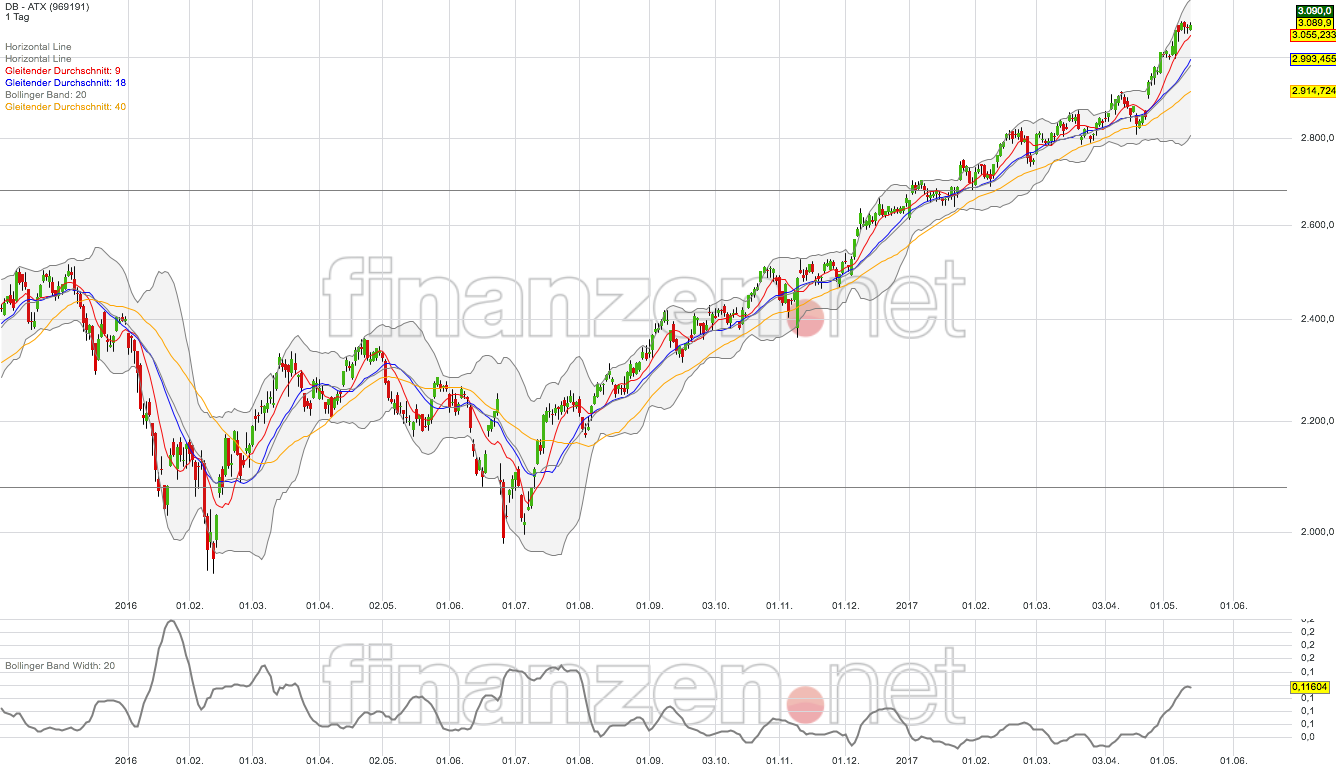 DB - ATX (969191)
1 Tag
Horizontal Line
Horizontal Line
Gleitender Durchschnitt: 9
Gleitender Durchschnitt: 18
Bollinger Band: 20
Gleitender Durchschnitt: 40
3.090,0
3.089,9
3.055,233
2.993,455
2.914,724
2.800,0
2.600,0
2.400,0
2.200,0
2.000,0
finanzen.net
2016 01.02. 01.03. 01.04. 02.05. 01.06. 01.07. 01.08. 01.09. 03.10. 01.11. 01.12. 2017 01.02. 01.03. 03.04. 01.05. 01.06.
Bollinger Band Width: 20
0,2
0,2
0,2
0,2
0,1
0,11604
0,1
0,1
0,1
0,0
finanzen.net
2016 01.02. 01.03. 01.04. 02.05. 01.06. 01.07. 01.08. 01.09. 03.10. 01.11. 01.12. 2017 01.02. 01.03. 03.04. 01.05. 01.06.